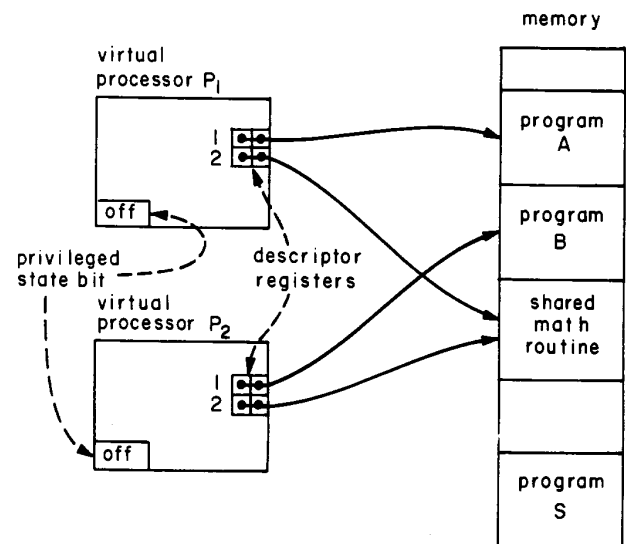 memory
virtual
processor P1
1
2
off
program
A
program
B
shared
math
routine
program
S
privileged
state bit
descriptor
registers
virtual
processor P2
1
2
off